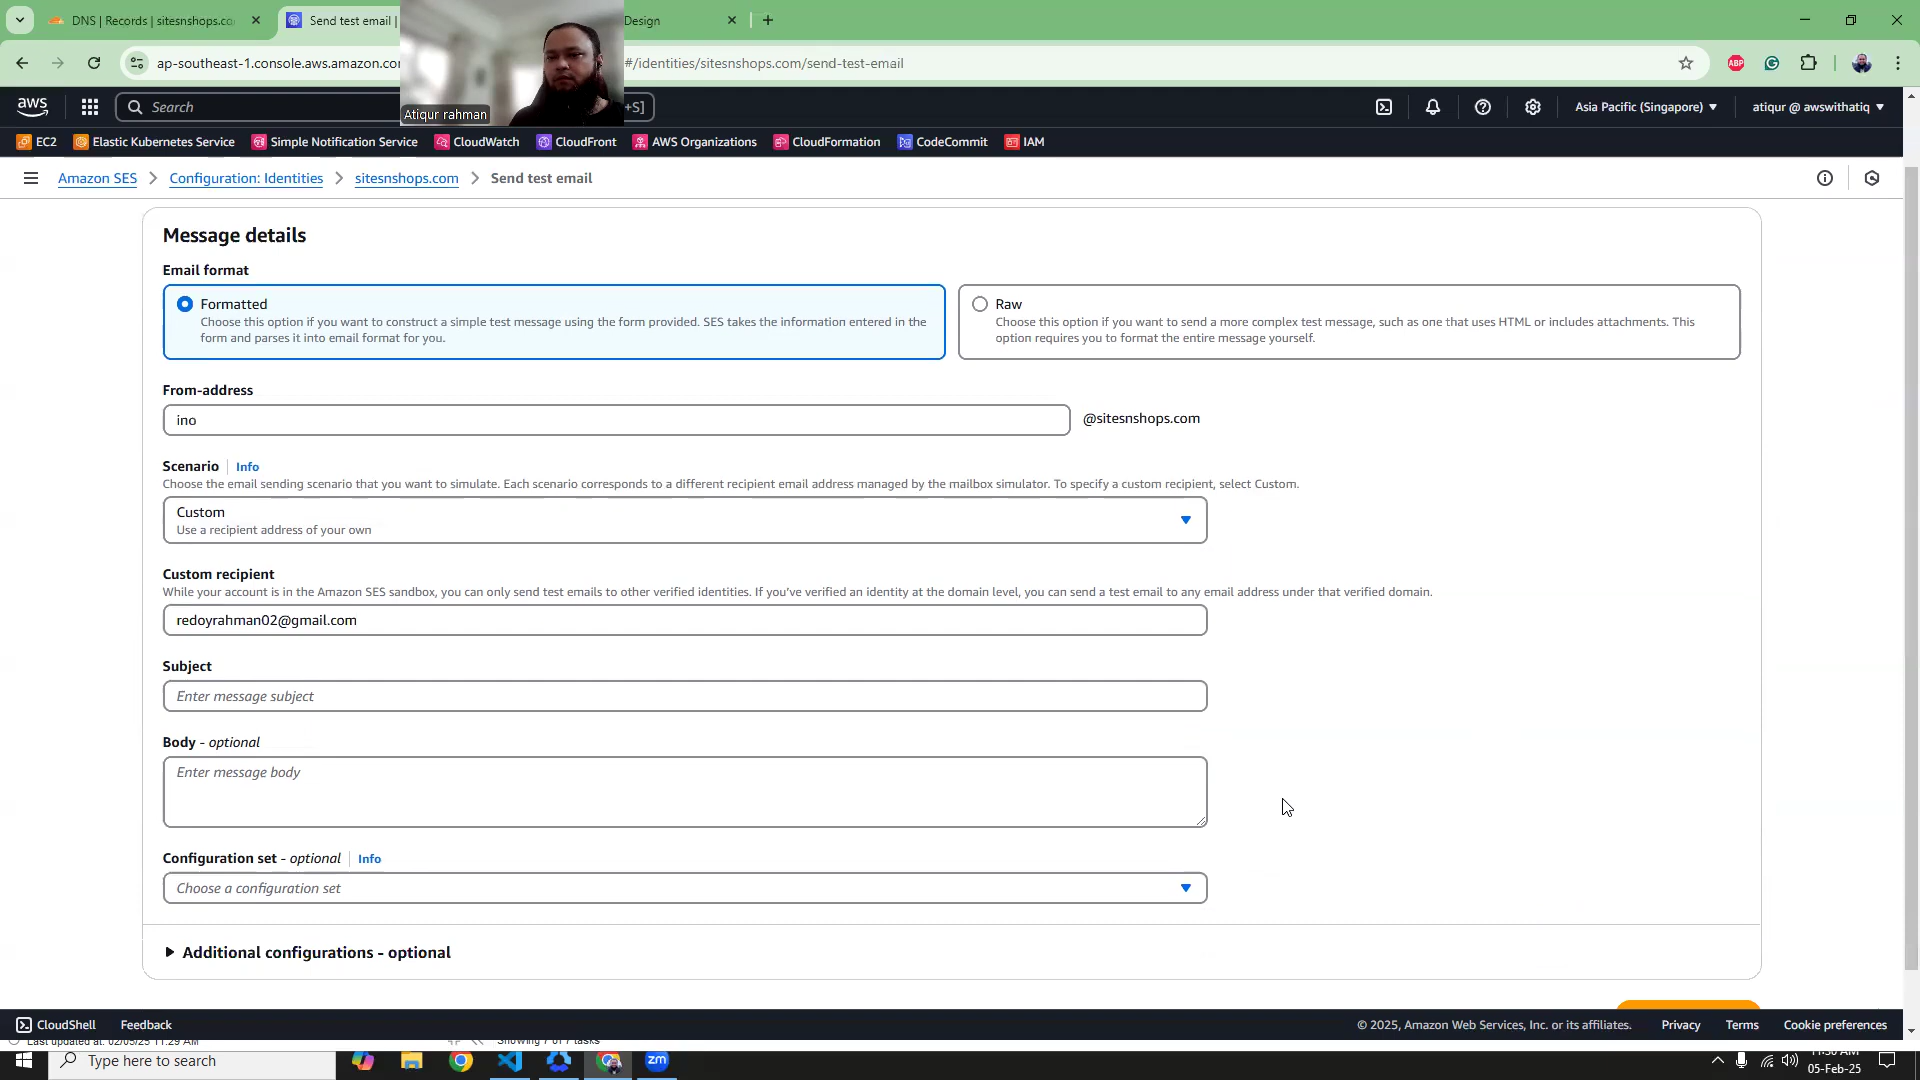 DNS | Records | sitesnshops.co
Send test email |
Design
ap-southeast-1.console.aws.amazon.co
#/identities/sitesnshops.com/send-test-email
ABP
Atiqur rahman
aws
Search
+S]
Asia Pacific (Singapore)
atiqur @ awswithatiq
EC2
Elastic Kubernetes Service
Simple Notification Service
CloudWatch
CloudFront
AWS Organizations
CloudFormation
CodeCommit
IAM
Amazon SES
Configuration: Identities
sitesnshops.com
Send test email
Message details
Email format
Formatted
Choose this option if you want to construct a simple test message using the form provided. SES takes the information entered in the
form and parses it into email format for you.
Raw
Choose this option if you want to send a more complex test message, such as one that uses HTML or includes attachments. This
option requires you to format the entire message yourself.
From-address
ino
@sitesnshops.com
Scenario
Info
Choose the email sending scenario that you want to simulate. Each scenario corresponds to a different recipient email address managed by the mailbox simulator. To specify a custom recipient, select Custom.
Custom
Use a recipient address of your own
Custom recipient
While your account is in the Amazon SES sandbox, you can only send test emails to other verified identities. If you've verified an identity at the domain level, you can send a test email to any email address under that verified domain.
redoyrahman02@gmail.com
Subject
Enter message subject
Body - optional
Enter message body
Configuration set - optional
Info
Choose a configuration set
Additional configurations - optional
CloudShell
Feedback
© 2025, Amazon Web Services, Inc. or its affiliates.
Privacy
Terms
Cookie preferences
Last updated at: 02/05/25 11:29 AM
Showing 7 of 7 tasks
Type here to search
zm
11:30 AM
05-Feb-25